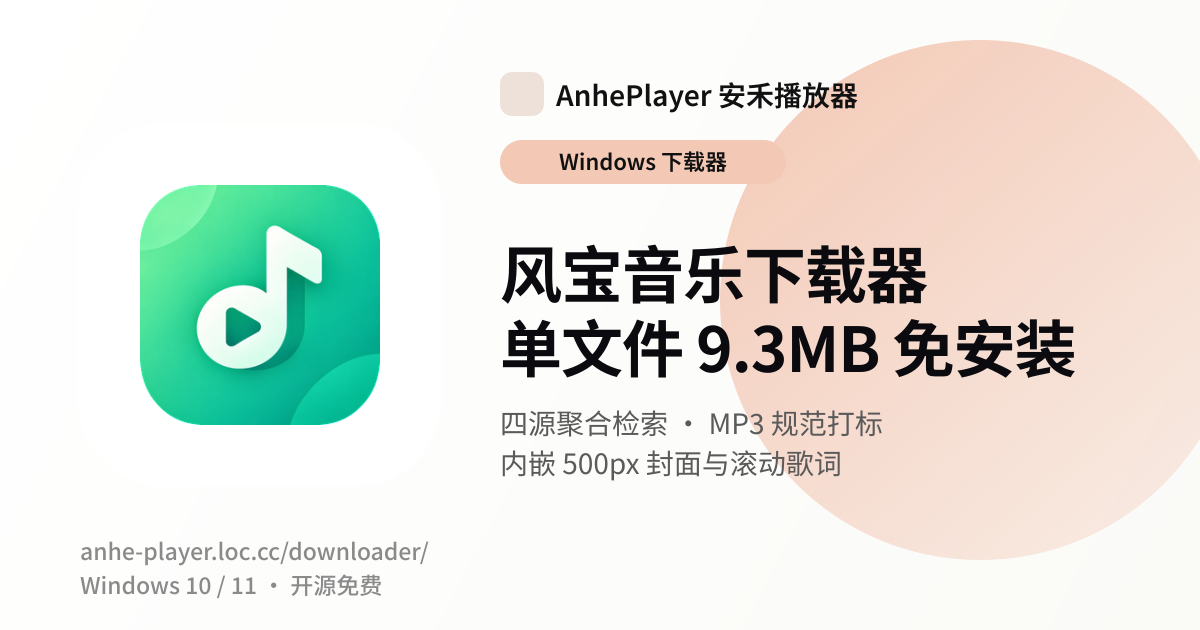 AnhePlayer 安禾播放器
Windows 下载器
风宝音乐下载器
单文件 9.3MB 免安装
四源聚合检索 · MP3 规范打标
内嵌 500px 封面与滚动歌词
anhe-player.loc.cc/downloader/
Windows 10 / 11 · 开源免费